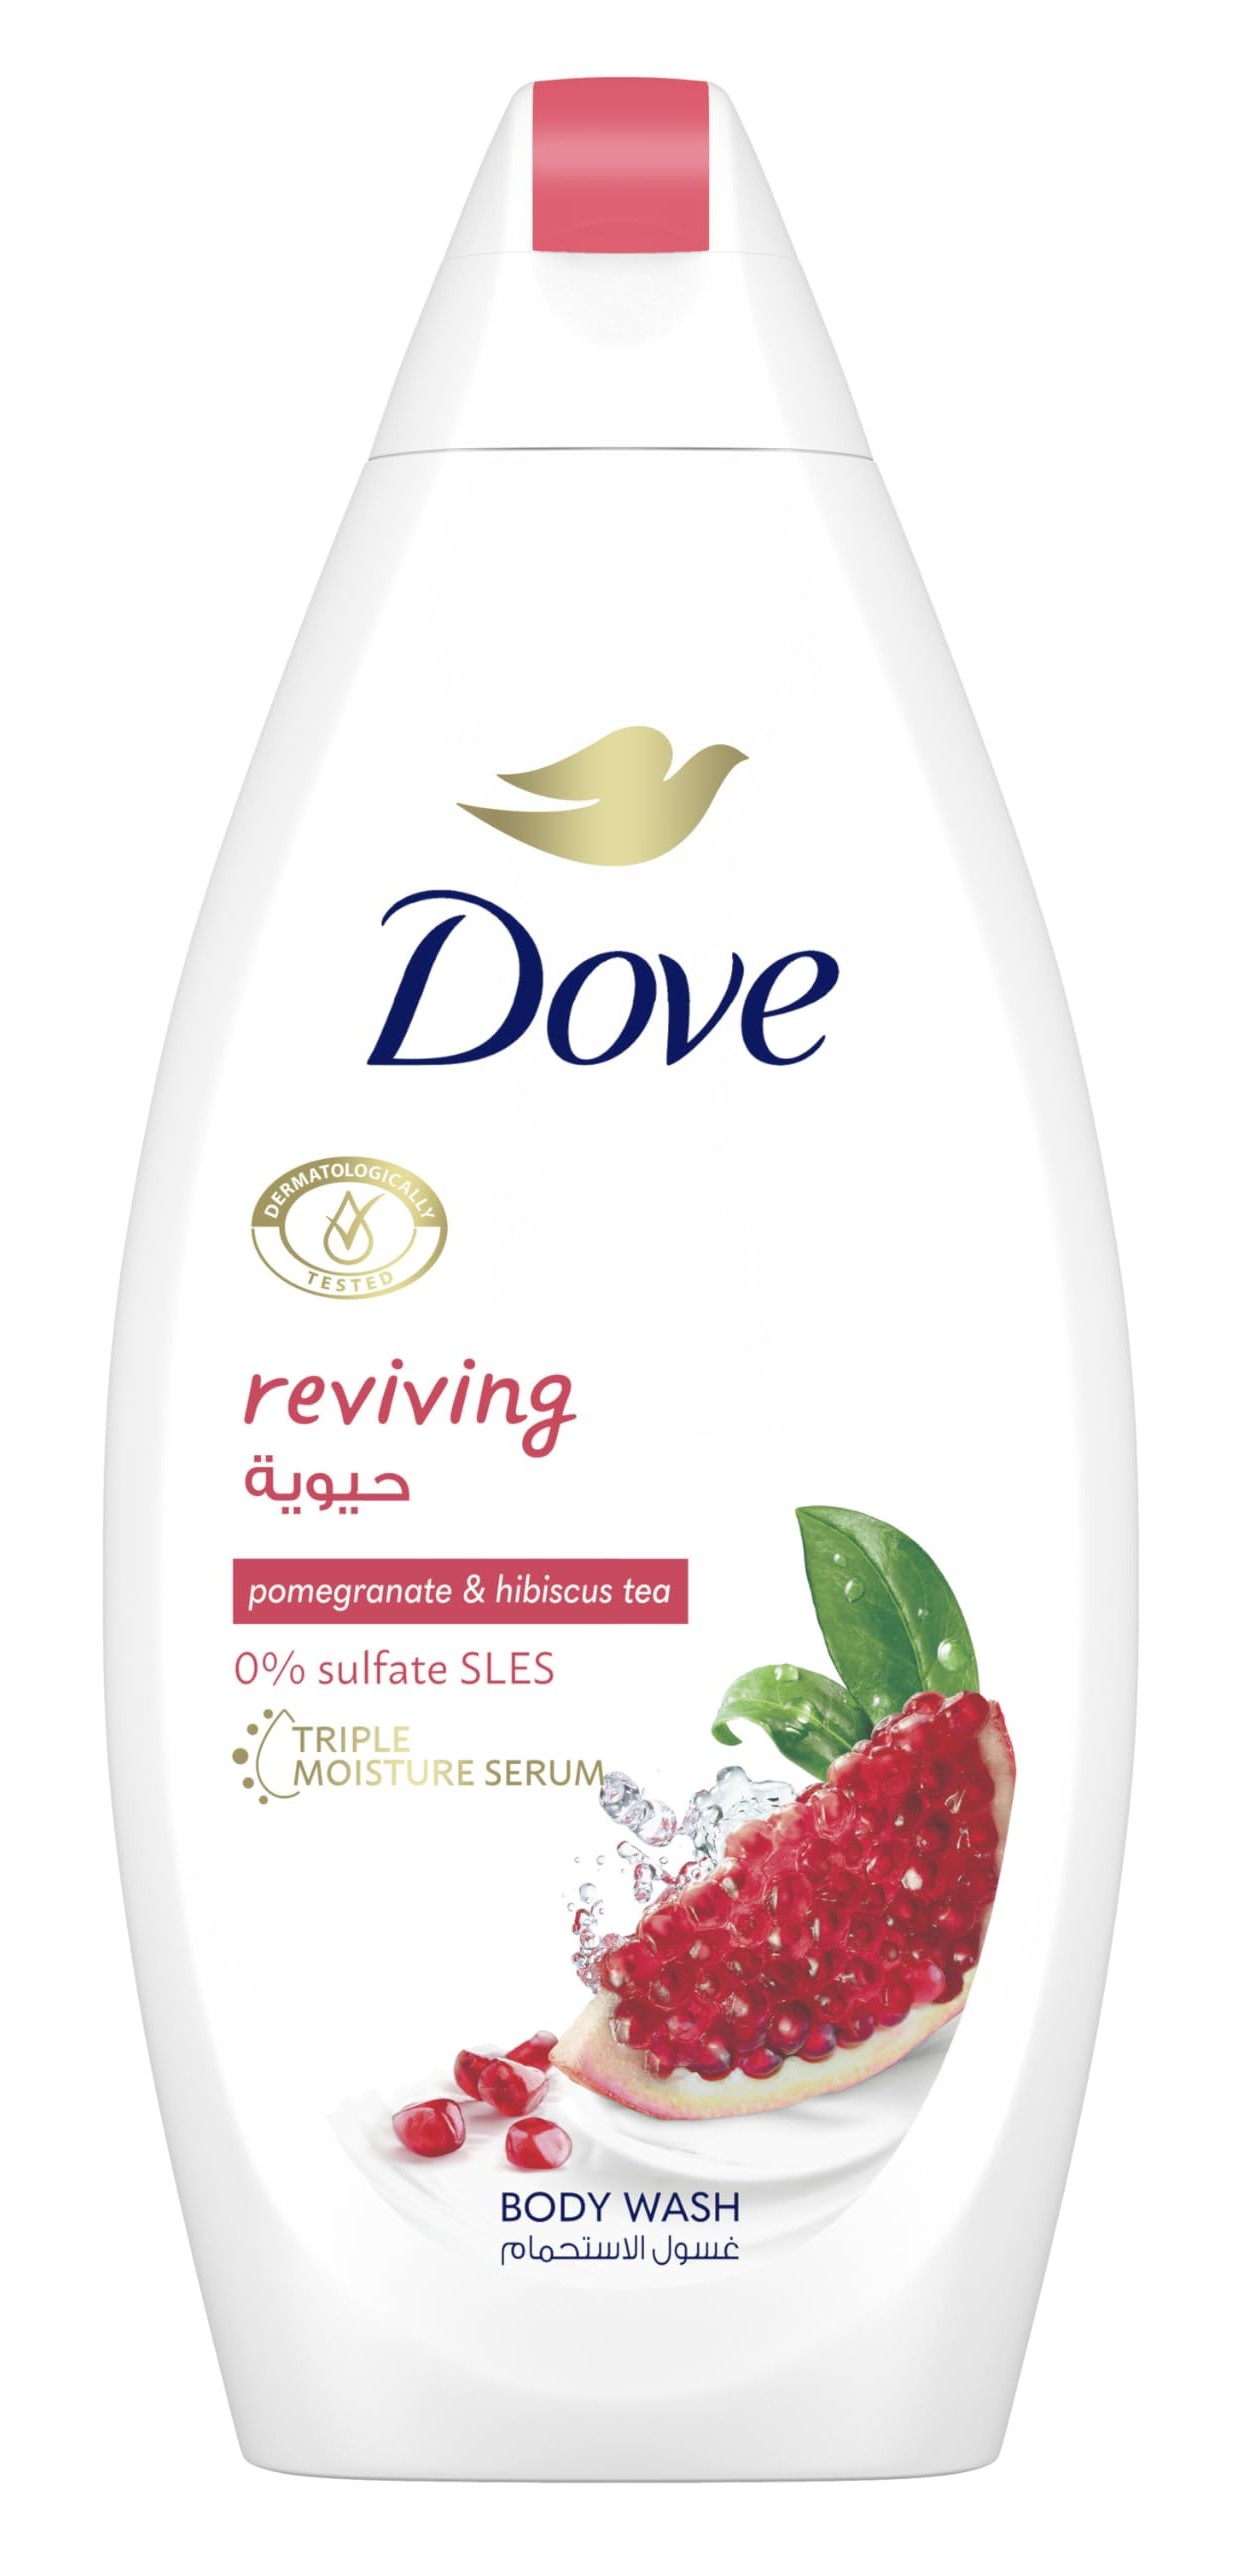 Dove
DERMATOLOGICALLY
TESTED
reviving
حيوية
pomegranate & hibiscus tea
0% sulfate SLES
TRIPLE
MOISTURE SERUM
BODY WASH
غسول الاستحمام